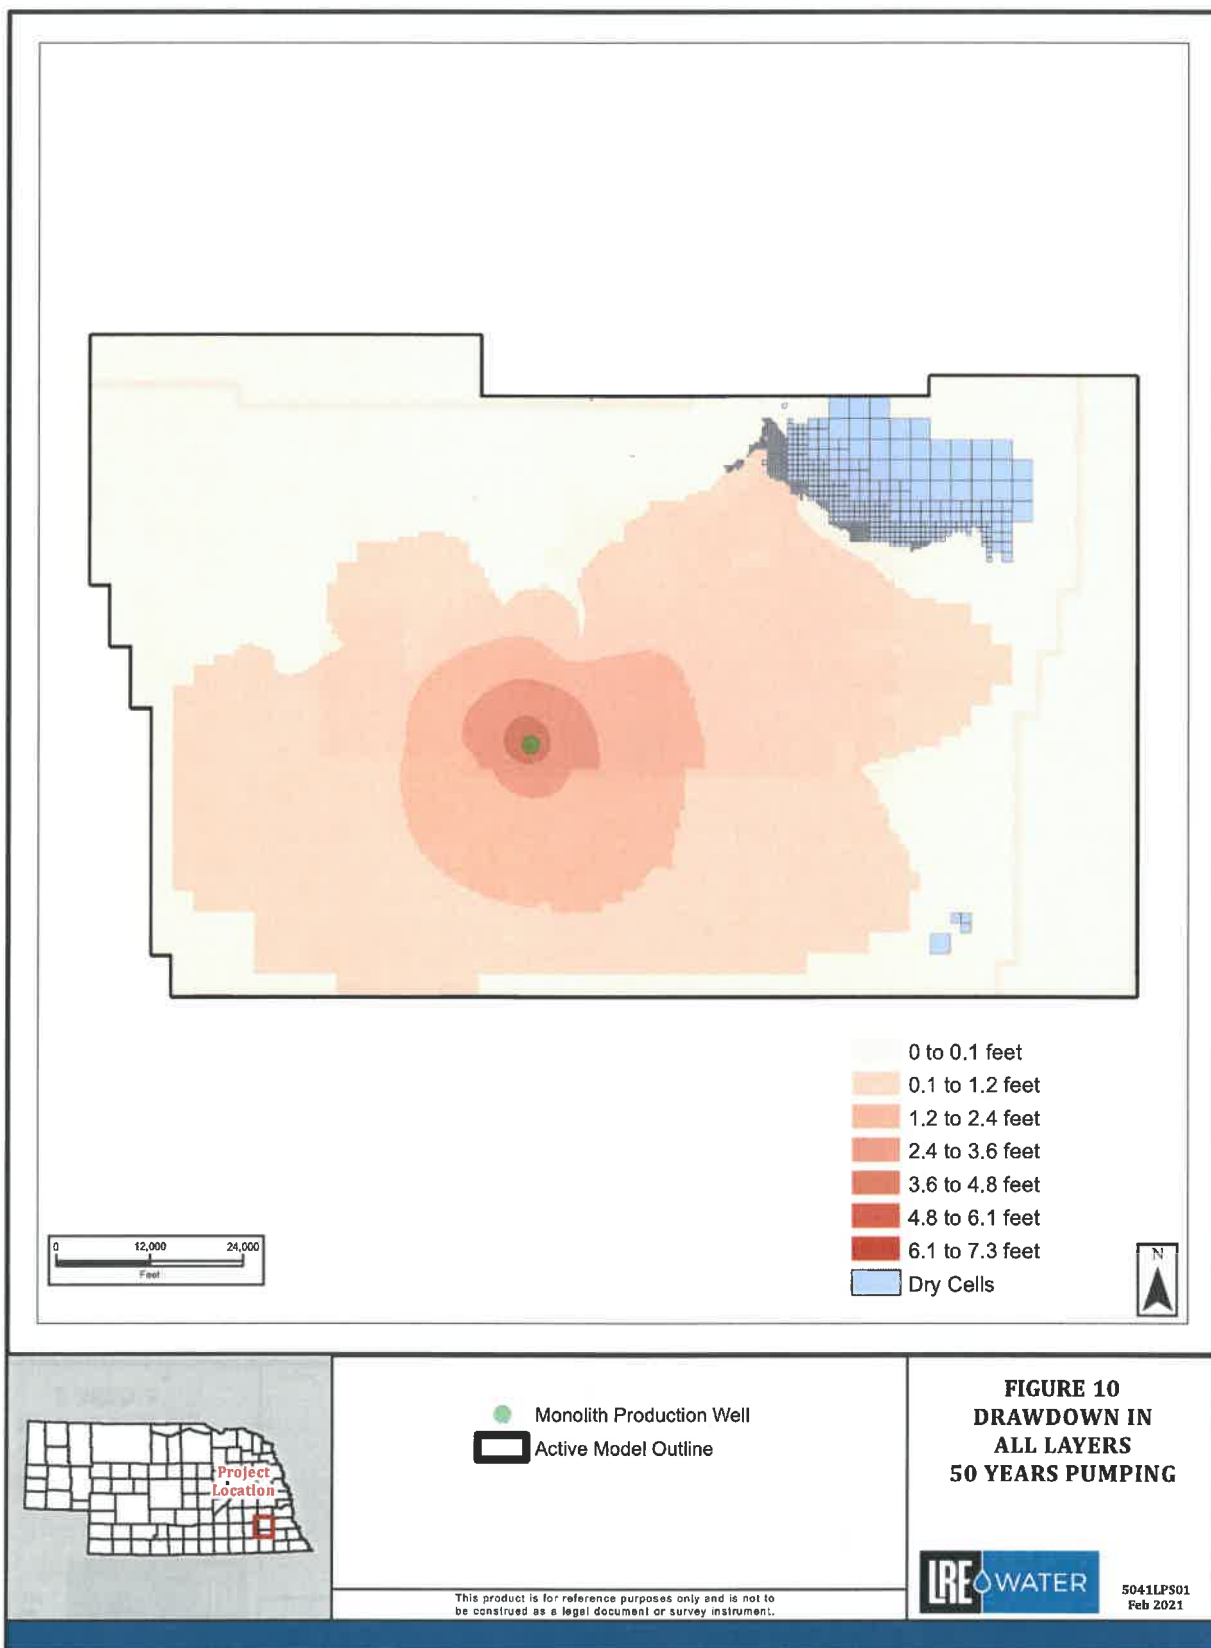 0 to 0.1 feet
0.1 to 1.2 feet
1.2 to 2.4 feet
2.4 to 3.6 feet
3.6 to 4.8 feet
4.8 to 6.1 feet
6.1 to 7.3 feet
Dry Cells
0 12,000 24,000
Feet
N
Project
Location
Monolith Production Well
Active Model Outline
This product is for reference purposes only and is not to
be construed as a legal document or survey instrument.
FIGURE 10
DRAWDOWN IN
ALL LAYERS
50 YEARS PUMPING
LRE WATER
5041LPS01
Feb 2021